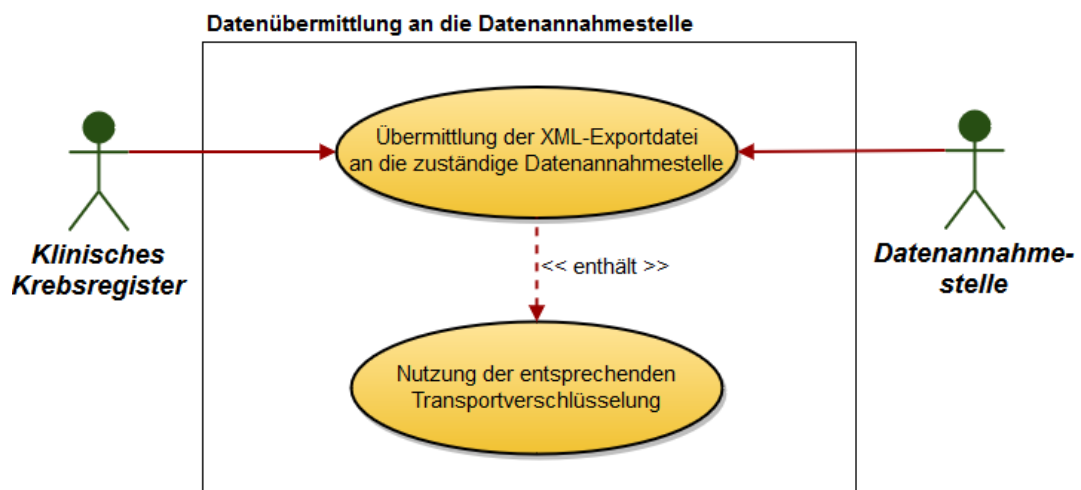 Datenübermittlung an die Datenannahmestelle
Übermittlung der XML-Exportdatei
an die zuständige Datenannahmestelle
Klinisches
Krebsregister
Datenannahme-
stelle
<< enthält >>
Nutzung der entsprechenden
Transportverschlüsselung